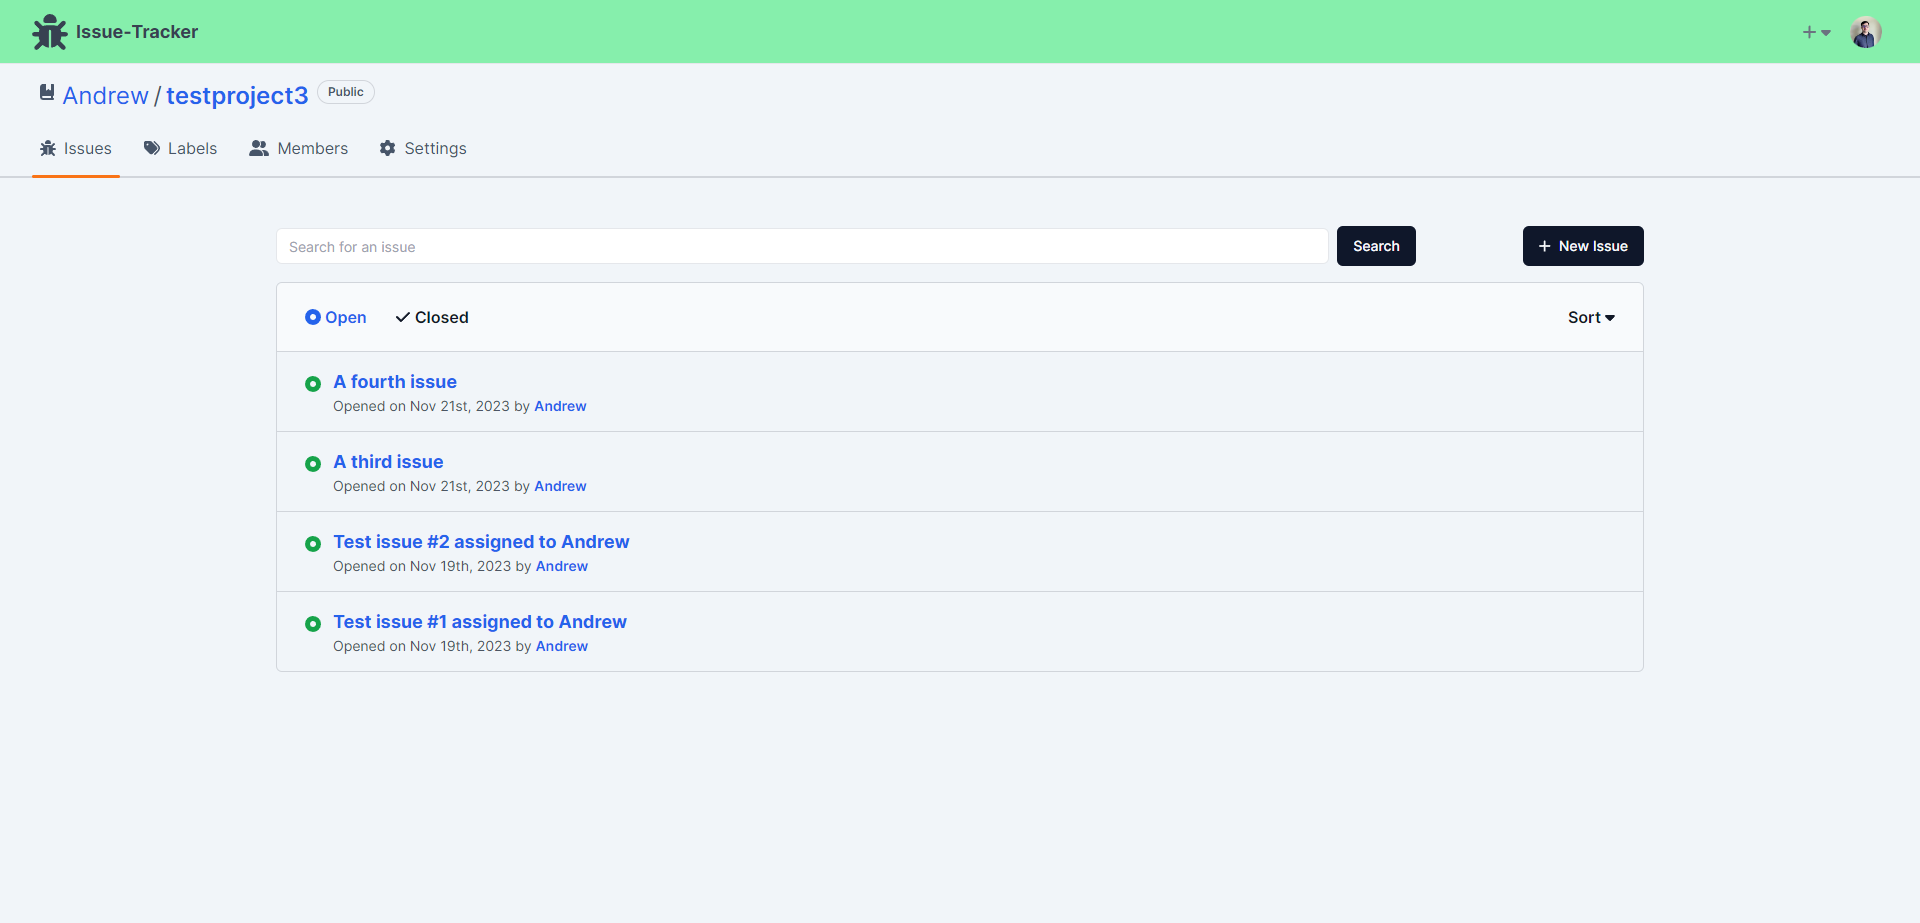 Issue-Tracker
Andrew / testproject3 Public
Issues Labels Members Settings
Search for an issue Search + New Issue
Open Closed Sort
A fourth issue
Opened on Nov 21st, 2023 by Andrew
A third issue
Opened on Nov 21st, 2023 by Andrew
Test issue #2 assigned to Andrew
Opened on Nov 19th, 2023 by Andrew
Test issue #1 assigned to Andrew
Opened on Nov 19th, 2023 by Andrew